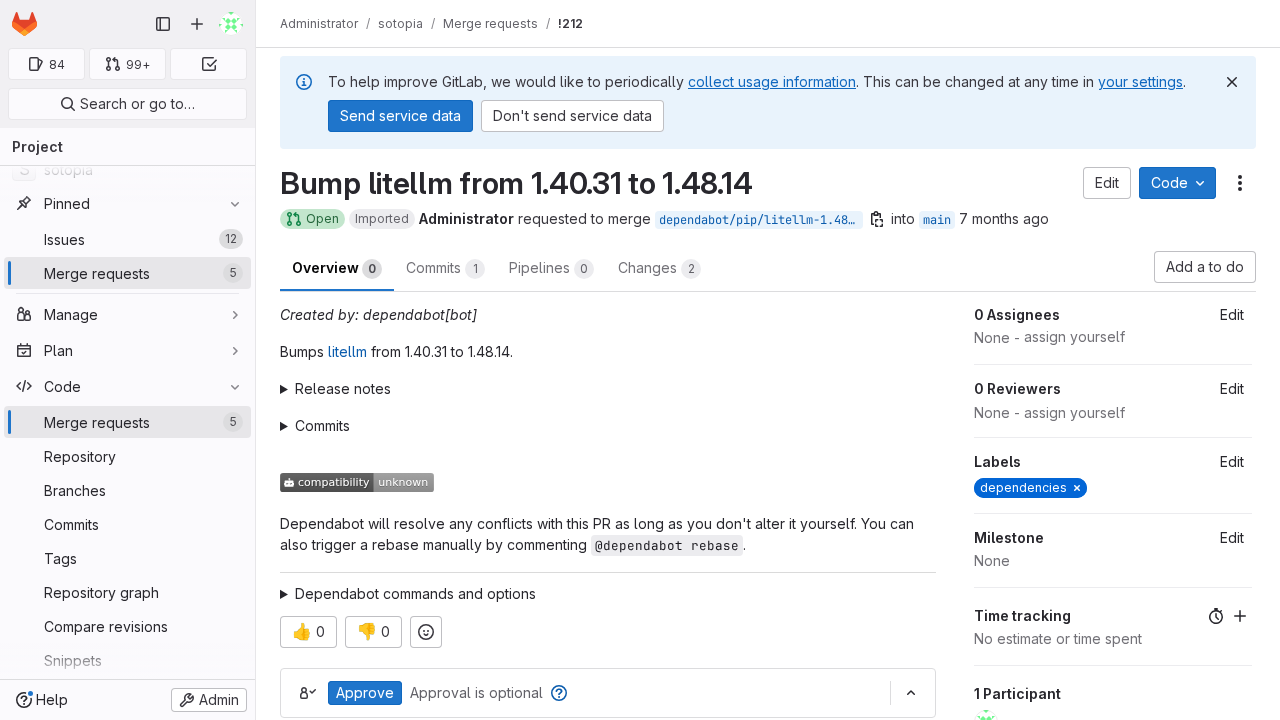 Administrator / sotopia / Merge requests / !212
84
99+
Search or go to…
Project
S sotopia
Pinned
Issues 12
Merge requests 5
Manage
Plan
Code
Merge requests 5
Repository
Branches
Commits
Tags
Repository graph
Compare revisions
Snippets
Help
Admin
To help improve GitLab, we would like to periodically collect usage information. This can be changed at any time in your settings.
Send service data
Don't send service data
Bump litellm from 1.40.31 to 1.48.14
Edit
Code
Open Imported Administrator requested to merge dependabot/pip/litellm-1.48… into main 7 months ago
Overview 0
Commits 1
Pipelines 0
Changes 2
Add a to do
Created by: dependabot[bot]
Bumps litellm from 1.40.31 to 1.48.14.
Release notes
Commits
compatibility unknown
Dependabot will resolve any conflicts with this PR as long as you don't alter it yourself. You can
also trigger a rebase manually by commenting @dependabot rebase.
Dependabot commands and options
👍 0
👎 0
Approve Approval is optional
0 Assignees Edit
None - assign yourself
0 Reviewers Edit
None - assign yourself
Labels Edit
dependencies ×
Milestone Edit
None
Time tracking
No estimate or time spent
1 Participant